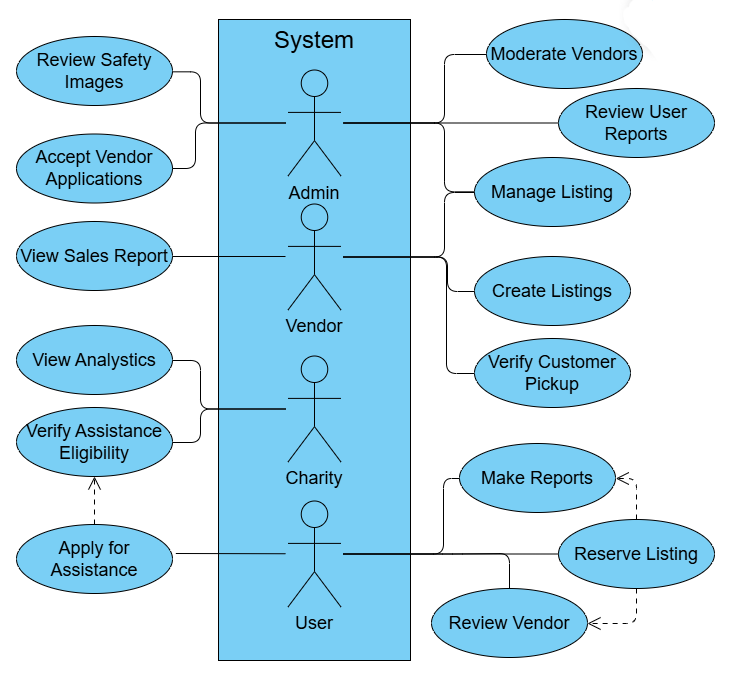 System
Review Safety
Images
Accept Vendor
Applications
View Sales Report
View Analystics
Verify Assistance
Eligibility
Apply for
Assistance
Admin
Vendor
Charity
User
Moderate Vendors
Review User
Reports
Manage Listing
Create Listings
Verify Customer
Pickup
Make Reports
Reserve Listing
Review Vendor